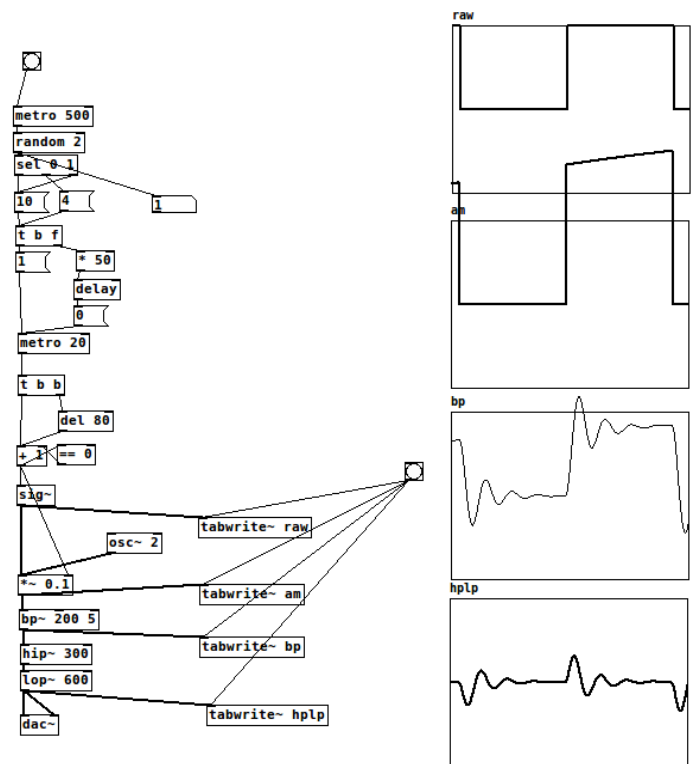 raw
metro 500
random 2
sel 0 1
10
4
1
am
t b f
1
* 50
delay
0
metro 20
t b b
bp
del 80
+ 1
== 0
sig~
tabwrite~ raw
osc~ 2
*~ 0.1
tabwrite~ am
hplp
bp~ 200 5
tabwrite~ bp
hip~ 300
lop~ 600
tabwrite~ hplp
dac~